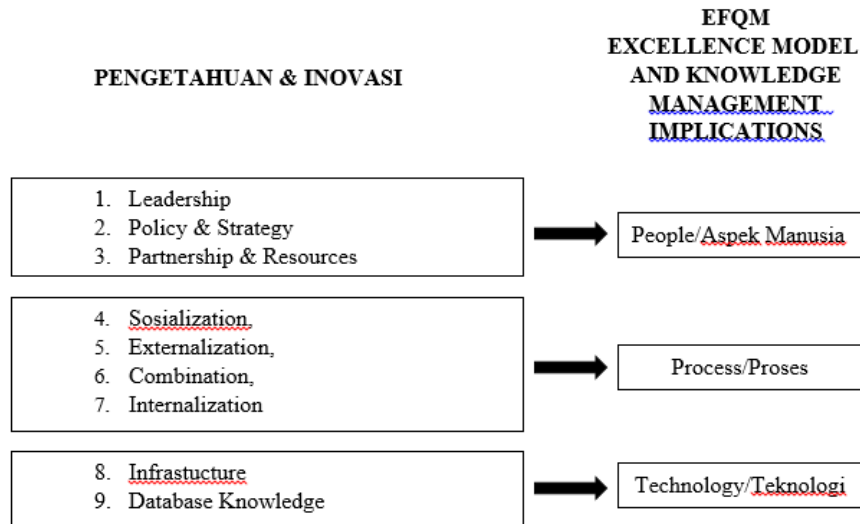 PENGETAHUAN & INOVASI
EFQM
EXCELLENCE MODEL
AND KNOWLEDGE
MANAGEMENT
IMPLICATIONS
1. Leadership
2. Policy & Strategy
3. Partnership & Resources
People/Aspek Manusia
4. Sosialization,
5. Externalization,
6. Combination,
7. Internalization
Process/Proses
8. Infrastucture
9. Database Knowledge
Technology/Teknologi